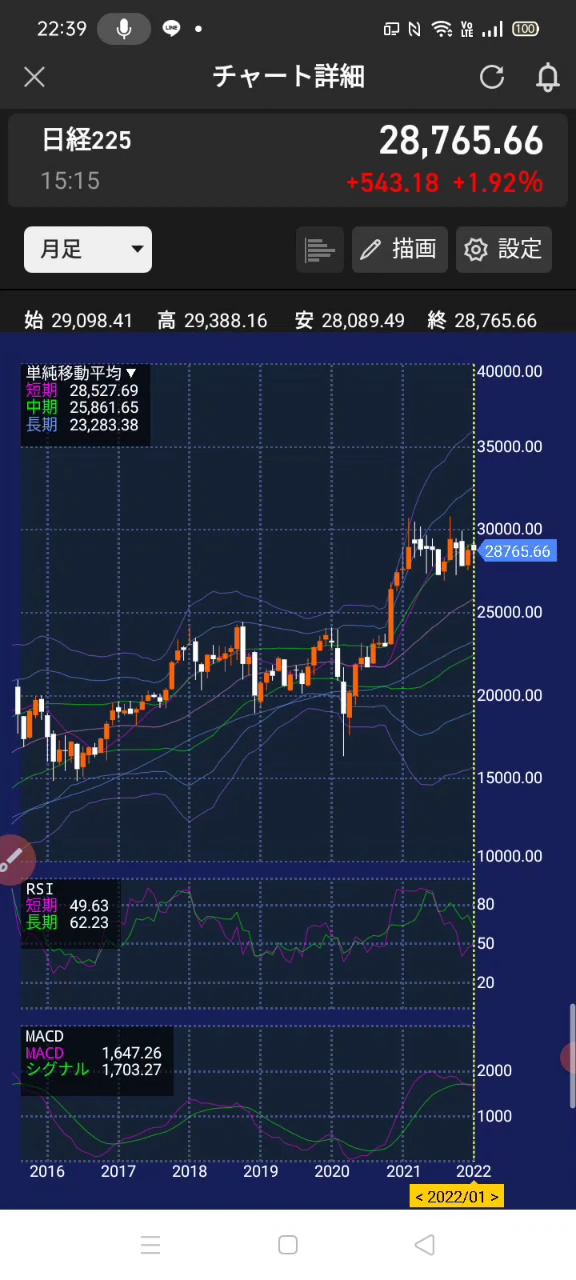 22:39 LINE VO LTE 100
チャート詳細
日経225 28,765.66
15:15 +543.18 +1.92%
月足 描画 設定
始 29,098.41 高 29,388.16 安 28,089.49 終 28,765.66
単純移動平均▼
短期 28,527.69
中期 25,861.65
長期 23,283.38
40000.00
35000.00
30000.00
28765.66
25000.00
20000.00
15000.00
10000.00
RSI
短期 49.63
長期 62.23
80
50
20
MACD
MACD 1,647.26
シグナル 1,703.27
2000
1000
2016 2017 2018 2019 2020 2021 2022
< 2022/01 >